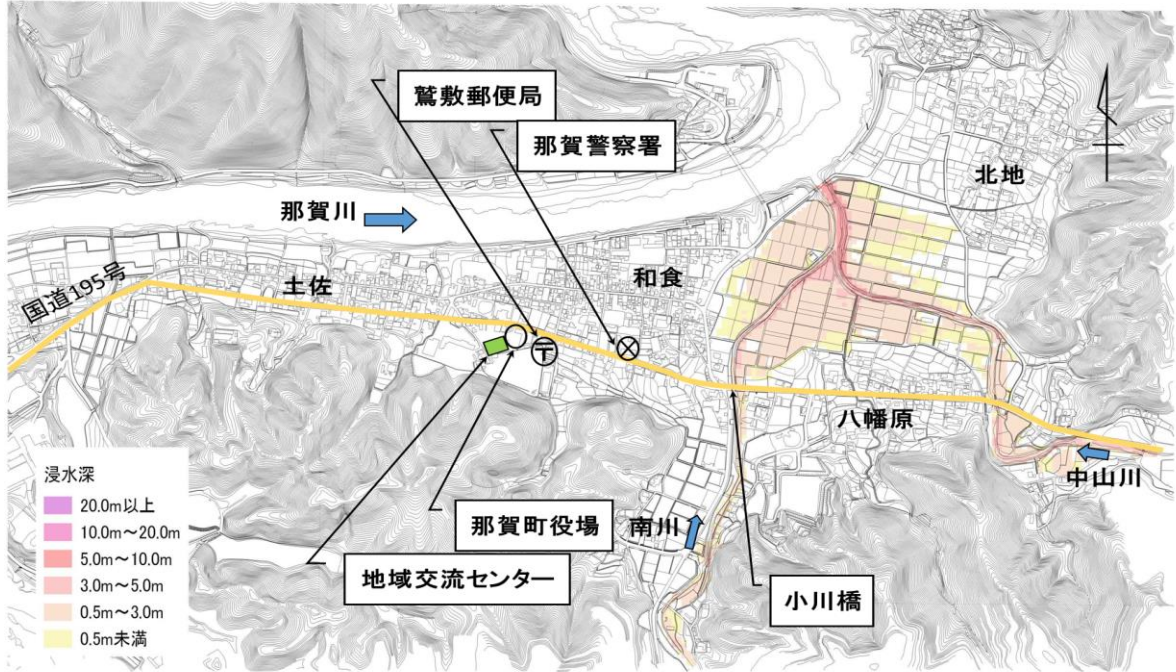 鷲敷郵便局
那賀警察署
北地
那賀川
和食
土佐
国道195号
〒
八幡原
中山川
浸水深
20.0m以上
10.0m～20.0m
5.0m～10.0m
3.0m～5.0m
0.5m～3.0m
0.5m未満
那賀町役場
南川
地域交流センター
小川橋